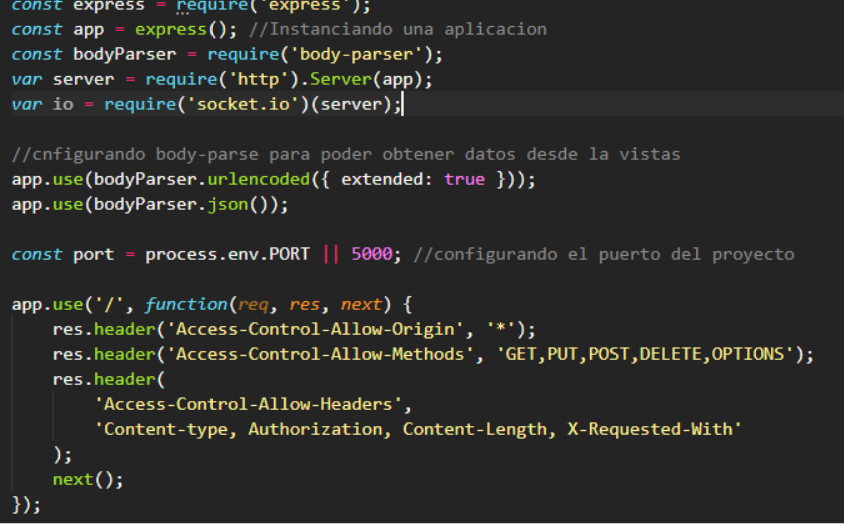 const express = require('express');
const app = express(); //Instanciando una aplicacion
const bodyParser = require('body-parser');
var server = require('http').Server(app);
var io = require('socket.io')(server);
//cnfigurando body-parse para poder obtener datos desde la vistas
app.use(bodyParser.urlencoded({ extended: true }));
app.use(bodyParser.json());
const port = process.env.PORT || 5000; //configurando el puerto del proyecto
app.use('/', function(req, res, next) {
res.header('Access-Control-Allow-Origin', '*');
res.header('Access-Control-Allow-Methods', 'GET,PUT,POST,DELETE,OPTIONS');
res.header(
'Access-Control-Allow-Headers',
'Content-type, Authorization, Content-Length, X-Requested-With'
);
next();
});